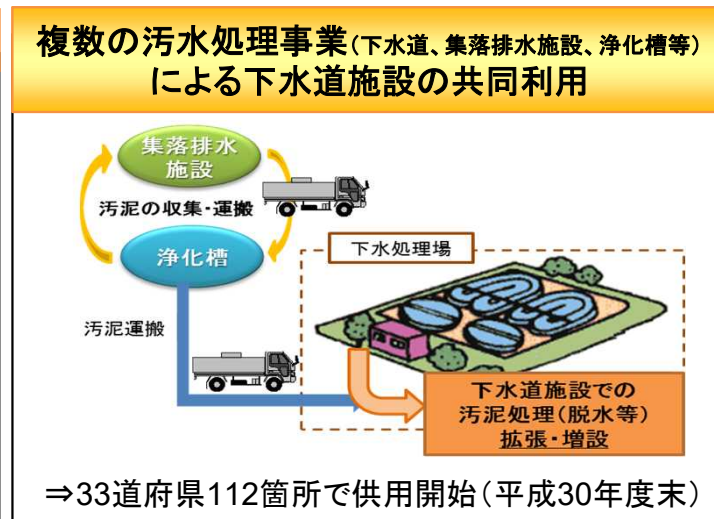 複数の汚水処理事業(下水道、集落排水施設、浄化槽等)
による下水道施設の共同利用
集落排水
施設
汚泥の収集・運搬
浄化槽
下水処理場
汚泥運搬
下水道施設での
汚泥処理(脱水等)
拡張・増設
⇒33道府県112箇所で供用開始(平成30年度末)